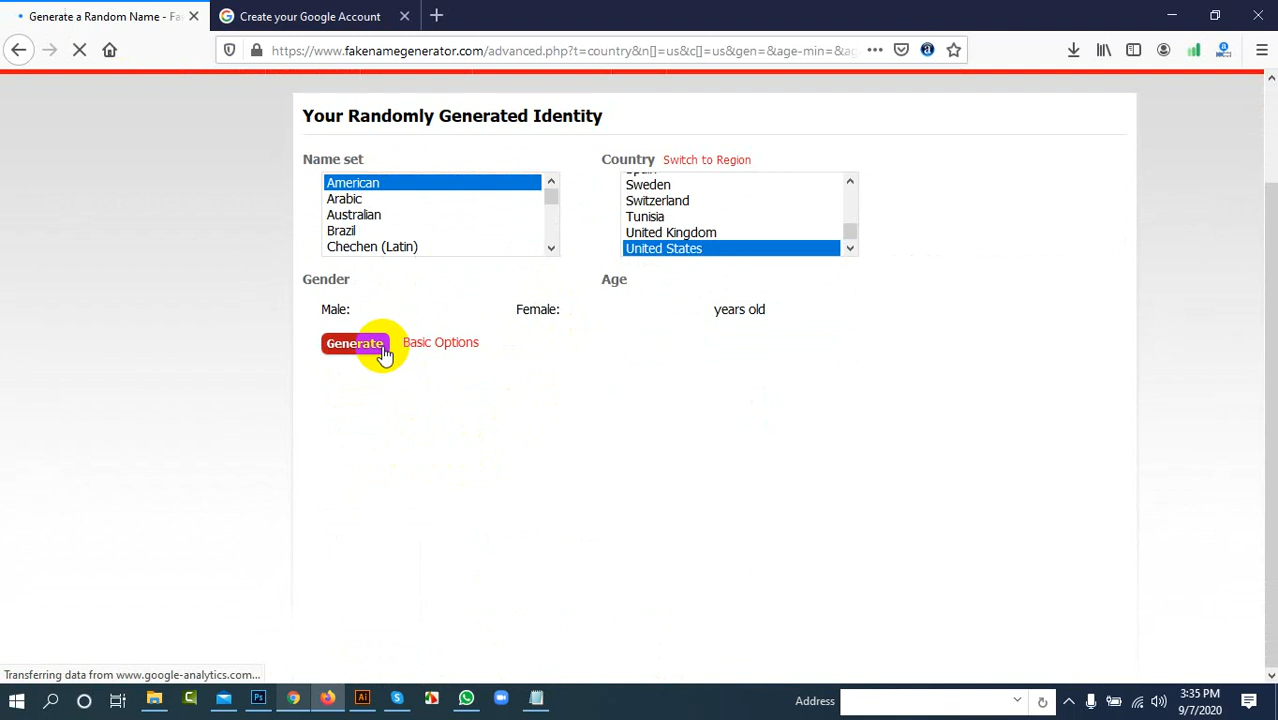 Generate a Random Name - Fa
Create your Google Account
https://www.fakenamegenerator.com/advanced.php?t=country&n[]=us&c[]=us&gen=&age-min=&ag
Your Randomly Generated Identity
Name set
Country Switch to Region
American
Arabic
Australian
Brazil
Chechen (Latin)
Sweden
Switzerland
Tunisia
United Kingdom
United States
Gender
Age
Male:
Female:
years old
Generate
Basic Options
Transferring data from www.google-analytics.com...
Address
3:35 PM
9/7/2020